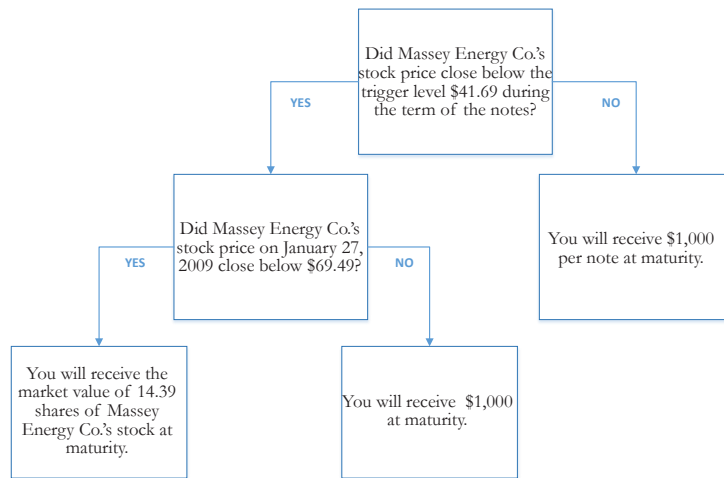 Did Massey Energy Co.'s
stock price close below the
trigger level $41.69 during
the term of the notes?
YES
NO
Did Massey Energy Co.'s
stock price on January 27,
2009 close below $69.49?
You will receive $1,000
per note at maturity.
YES
NO
You will receive the
market value of 14.39
shares of Massey
Energy Co.'s stock at
maturity.
You will receive $1,000
at maturity.